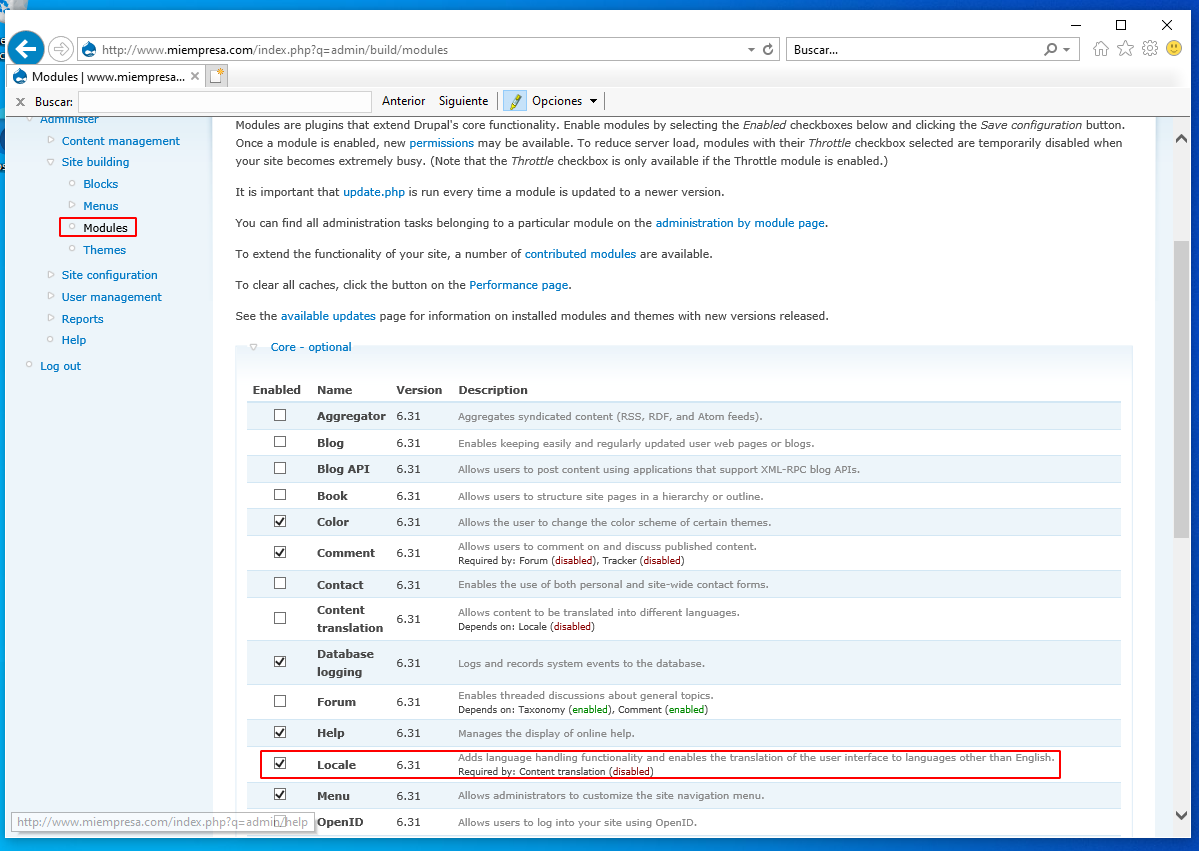 http://www.miempresa.com/index.php?q=admin/build/modules
Buscar...
Modules | www.miempresa...
Buscar:
Anterior
Siguiente
Opciones
Administer
Content management
Site building
Blocks
Menus
Modules
Themes
Site configuration
User management
Reports
Help
Log out
Modules are plugins that extend Drupal's core functionality. Enable modules by selecting the Enabled checkboxes below and clicking the Save configuration button.
Once a module is enabled, new permissions may be available. To reduce server load, modules with their Throttle checkbox selected are temporarily disabled when
your site becomes extremely busy. (Note that the Throttle checkbox is only available if the Throttle module is enabled.)
It is important that update.php is run every time a module is updated to a newer version.
You can find all administration tasks belonging to a particular module on the administration by module page.
To extend the functionality of your site, a number of contributed modules are available.
To clear all caches, click the button on the Performance page.
See the available updates page for information on installed modules and themes with new versions released.
Core - optional
Enabled Name Version Description
Aggregator 6.31 Aggregates syndicated content (RSS, RDF, and Atom feeds).
Blog 6.31 Enables keeping easily and regularly updated user web pages or blogs.
Blog API 6.31 Allows users to post content using applications that support XML-RPC blog APIs.
Book 6.31 Allows users to structure site pages in a hierarchy or outline.
Color 6.31 Allows the user to change the color scheme of certain themes.
Comment 6.31 Allows users to comment on and discuss published content.
Required by: Forum (disabled), Tracker (disabled)
Contact 6.31 Enables the use of both personal and site-wide contact forms.
Content
translation 6.31 Allows content to be translated into different languages.
Depends on: Locale (disabled)
Database
logging 6.31 Logs and records system events to the database.
Forum 6.31 Enables threaded discussions about general topics.
Depends on: Taxonomy (enabled), Comment (enabled)
Help 6.31 Manages the display of online help.
Locale 6.31 Adds language handling functionality and enables the translation of the user interface to languages other than English.
Required by: Content translation (disabled)
Menu 6.31 Allows administrators to customize the site navigation menu.
OpenID 6.31 Allows users to log into your site using OpenID.
http://www.miempresa.com/index.php?q=admin/help